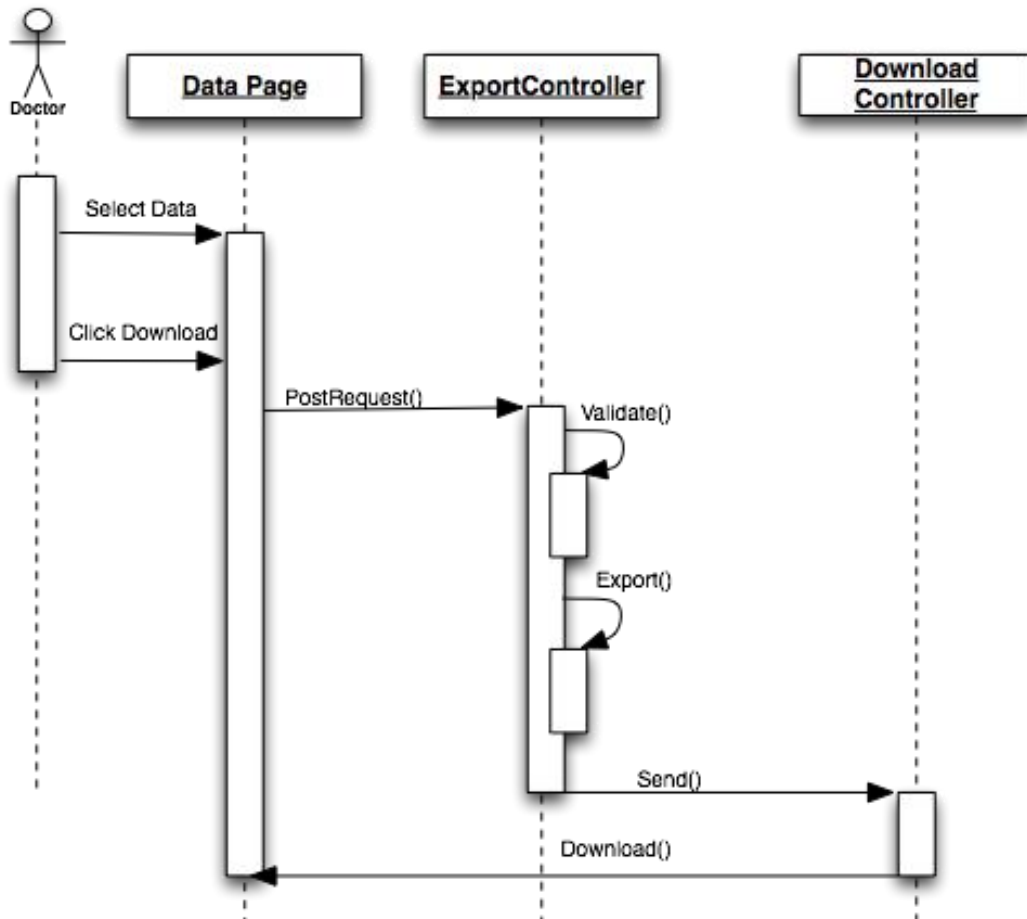 Doctor
Data Page
ExportController
Download
Controller
Select Data
Click Download
PostRequest()
Validate()
Export()
Send()
Download()